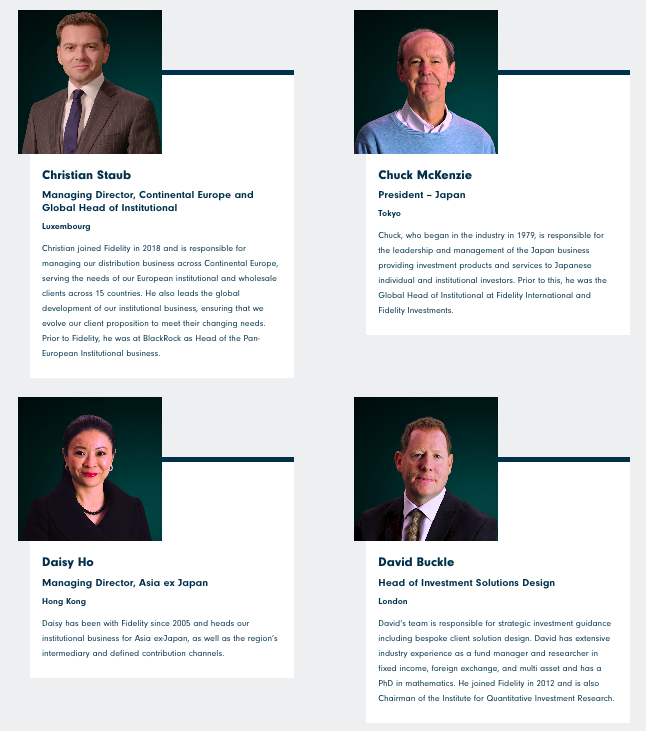 Christian Staub
Managing Director, Continental Europe and
Global Head of Institutional
Luxembourg
Christian joined Fidelity in 2018 and is responsible for
managing our distribution business across Continental Europe,
serving the needs of our European institutional and wholesale
clients across 15 countries. He also leads the global
development of our institutional business, ensuring that we
evolve our client proposition to meet their changing needs.
Prior to Fidelity, he was at BlackRock as Head of the Pan-
European Institutional business.
Chuck McKenzie
President – Japan
Tokyo
Chuck, who began in the industry in 1979, is responsible for
the leadership and management of the Japan business
providing investment products and services to Japanese
individual and institutional investors. Prior to this, he was the
Global Head of Institutional at Fidelity International and
Fidelity Investments.
Daisy Ho
Managing Director, Asia ex Japan
Hong Kong
Daisy has been with Fidelity since 2005 and heads our
institutional business for Asia ex-Japan, as well as the region's
intermediary and defined contribution channels.
David Buckle
Head of Investment Solutions Design
London
David's team is responsible for strategic investment guidance
including bespoke client solution design. David has extensive
industry experience as a fund manager and researcher in
fixed income, foreign exchange, and multi asset and has a
PhD in mathematics. He joined Fidelity in 2012 and is also
Chairman of the Institute for Quantitative Investment Research.